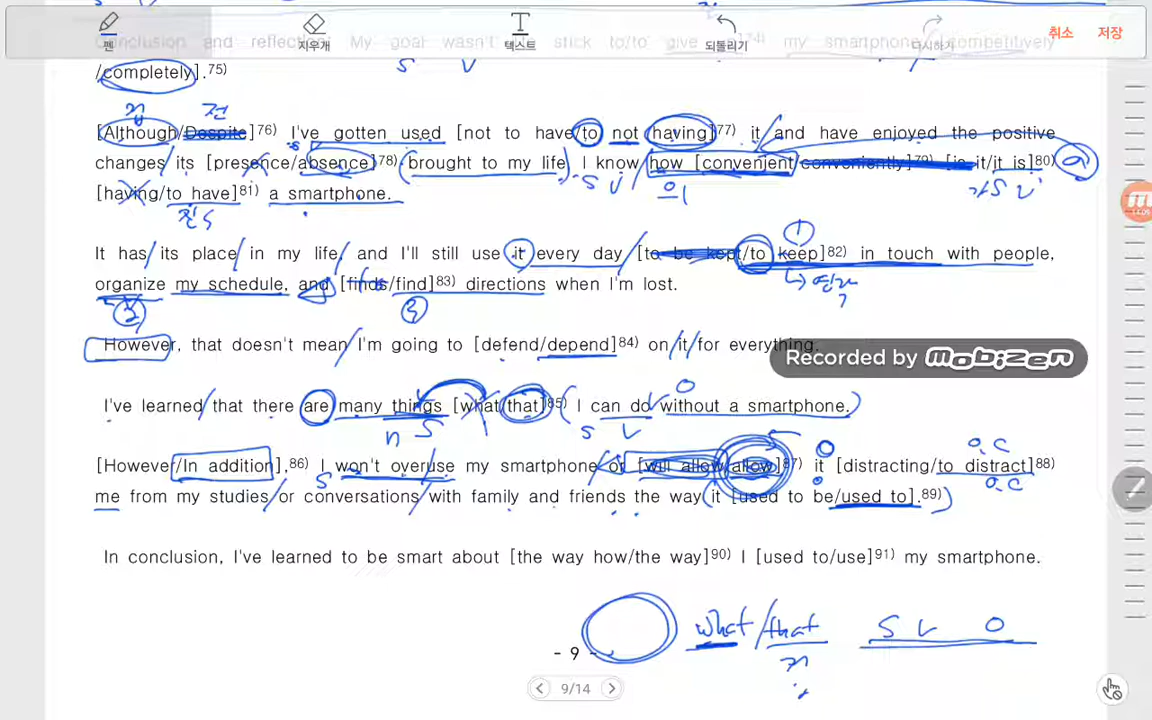 펜 지우개 텍스트 되돌리기 다시하기 취소 저장
Conclusion and reflection: My goal wasn't to stick to/to give my smartphone [competitively
/completely].75)
접 전
[Although/Despite]76) I've gotten used [not to have/to not having]77) it and have enjoyed the positive
changes its [presence/absence]78) brought to my life, I know how [convenient/conveniently]79) [is it/it is]80)
[having/to have]81) a smartphone.
S V 의 가S V
진S
It has its place in my life, and I'll still use it every day [to be kept/to keep]82) in touch with people,
organize my schedule, and [finds/find]83) directions when I'm lost.
However, that doesn't mean I'm going to [defend/depend]84) on it for everything.
Recorded by mobizen
I've learned that there are many things [what/that]85) I can do without a smartphone.
n S S V O
[However/In addition],86) I won't overuse my smartphone or [will allow/allow]87) it [distracting/to distract]88)
S O O.C O.C
me from my studies or conversations with family and friends the way it [used to be/used to].89)
In conclusion, I've learned to be smart about [the way how/the way]90) I [used to/use]91) my smartphone.
what/that S V O
- 9 -
9/14